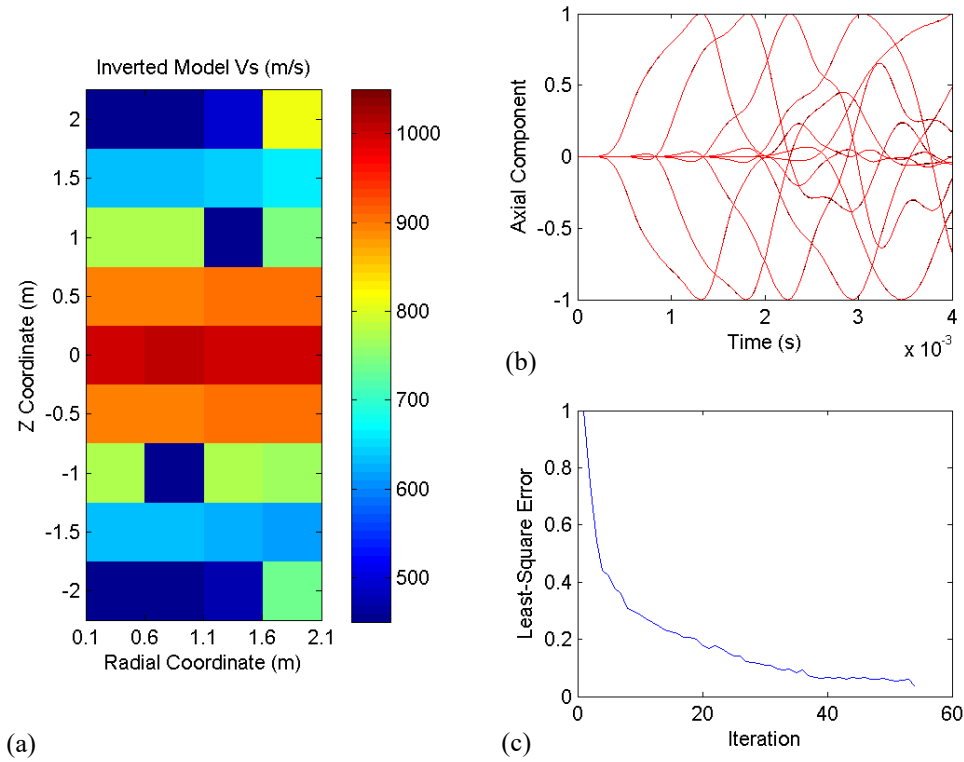 (a)
Inverted Model Vs (m/s)
Z Coordinate (m)
2
1.5
1
0.5
0
-0.5
-1
-1.5
-2
0.1 0.6 1.1 1.6 2.1
Radial Coordinate (m)
1000
900
800
700
600
500
(b)
Axial Component
1
0.5
0
-0.5
-1
0 1 2 3 4
Time (s)
x 10-3
(c)
Least-Square Error
1
0.8
0.6
0.4
0.2
0
0 20 40 60
Iteration